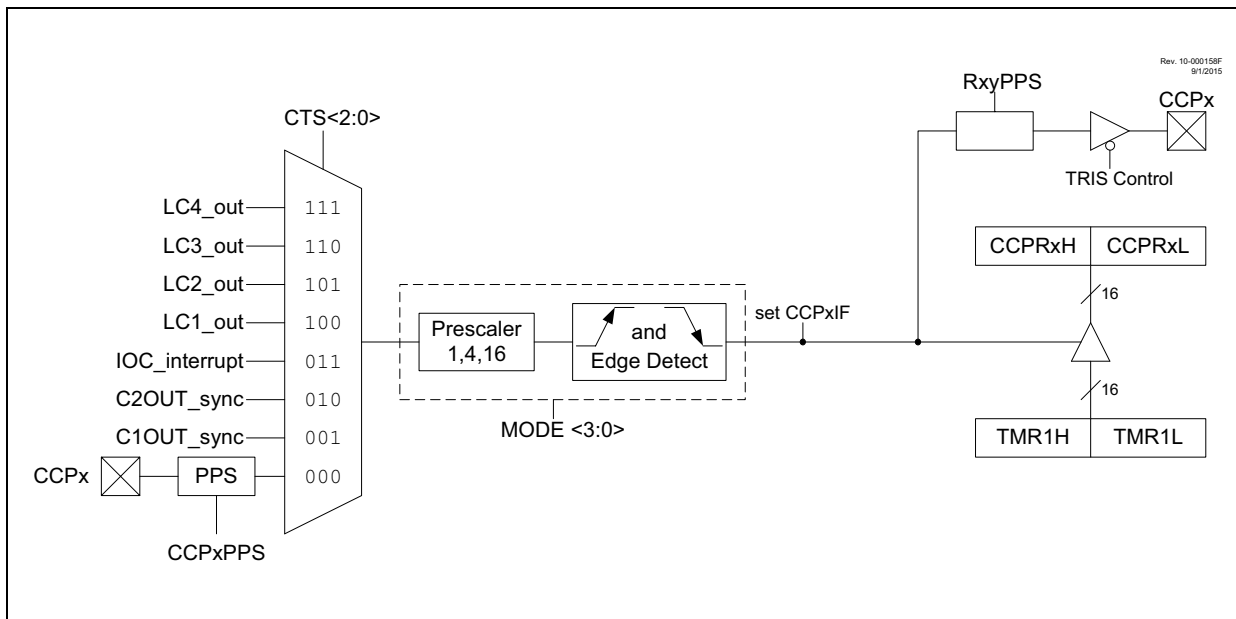 Rev. 10-000158F
9/1/2015
RxyPPS
CCPx
CTS<2:0>
TRIS Control
LC4_out
111
LC3_out
110
LC2_out
101
LC1_out
100
IOC_interrupt
011
C2OUT_sync
010
C1OUT_sync
001
CCPx
PPS
000
CCPxPPS
Prescaler
1,4,16
and
Edge Detect
MODE <3:0>
set CCPxIF
CCPRxH
CCPRxL
16
16
TMR1H
TMR1L